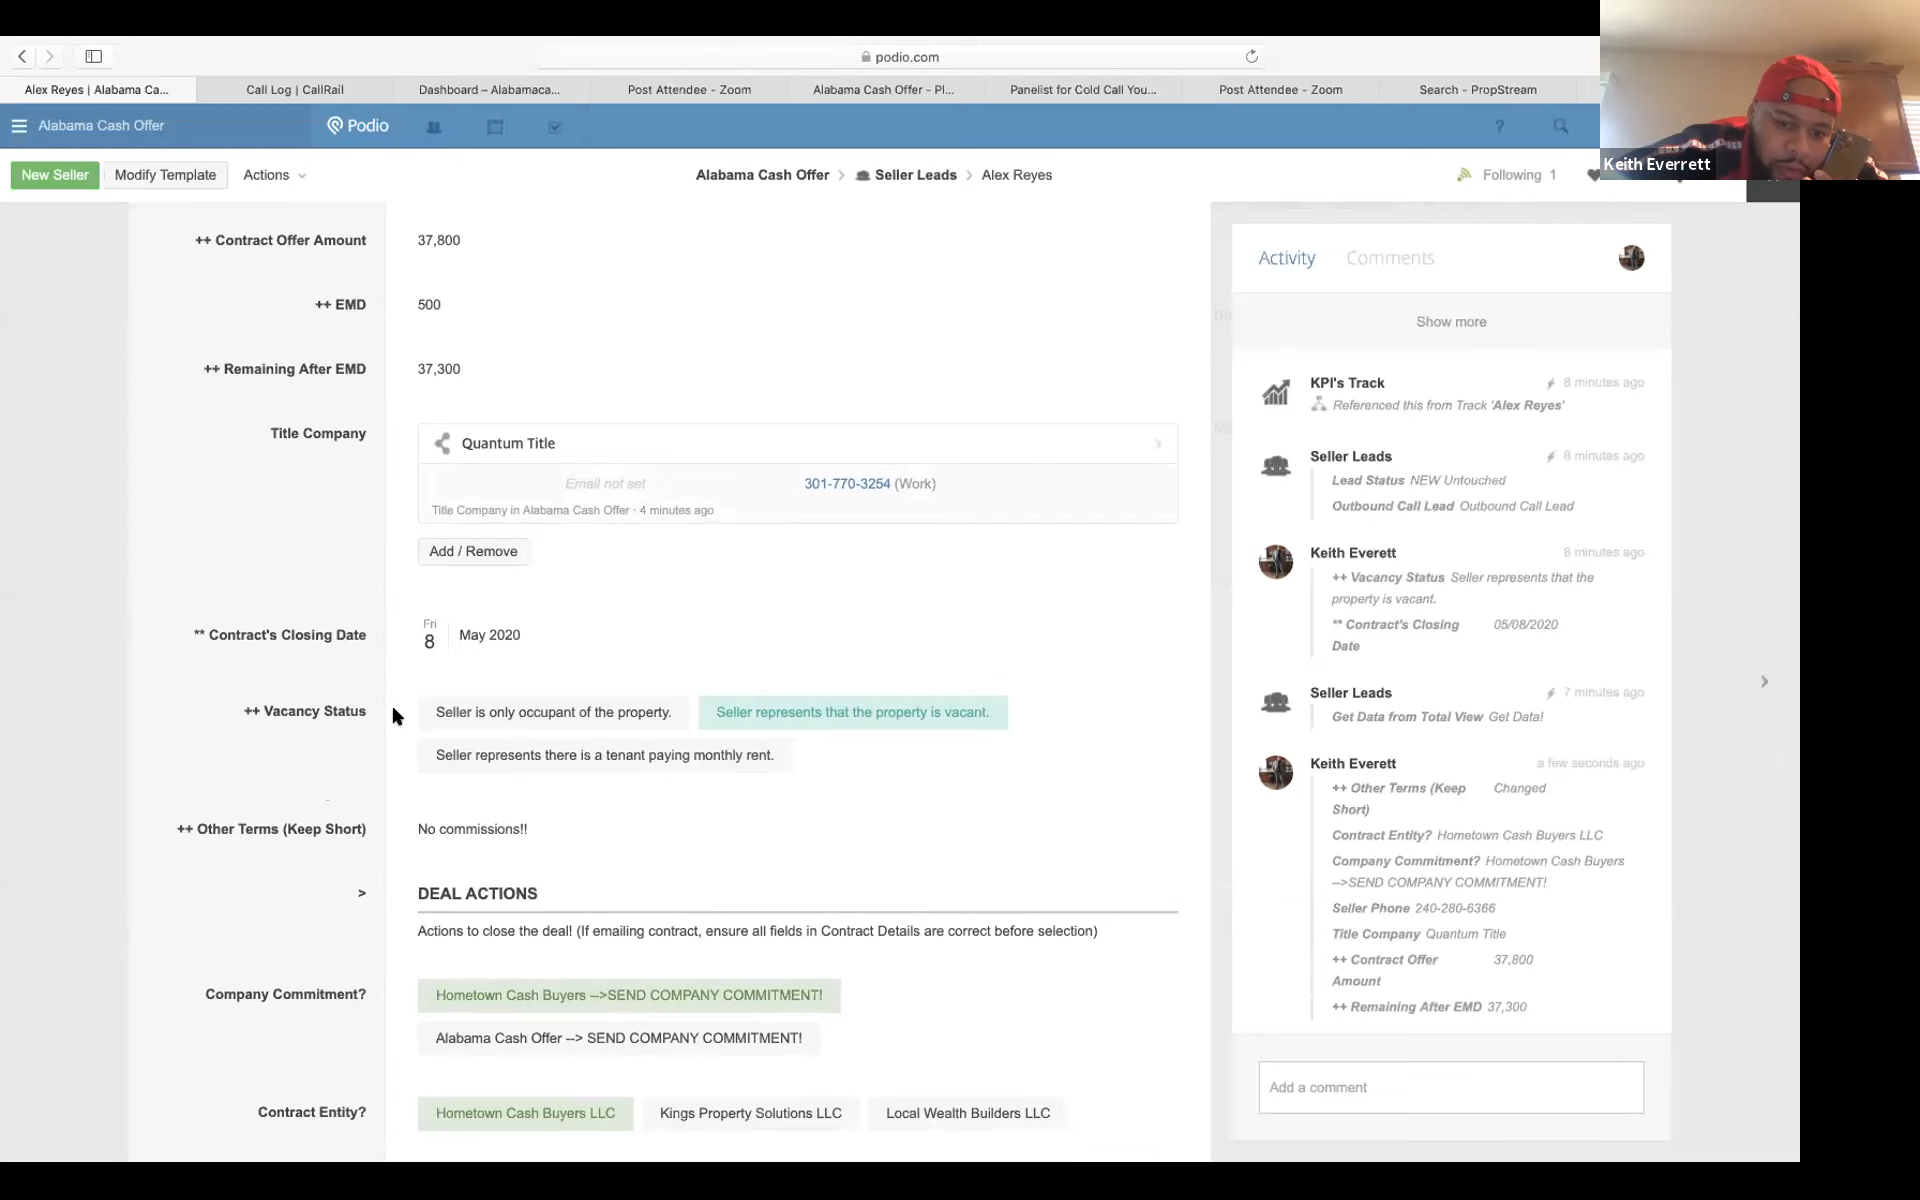 podio.com
Alex Reyes | Alabama Ca...
Call Log | CallRail
Dashboard – Alabamaca...
Post Attendee - Zoom
Alabama Cash Offer - Pl...
Panelist for Cold Call You...
Post Attendee - Zoom
Search - PropStream
Alabama Cash Offer
Podio
?
Keith Everrett
New Seller
Modify Template
Actions
Alabama Cash Offer > Seller Leads > Alex Reyes
Following 1
++ Contract Offer Amount
37,800
++ EMD
500
++ Remaining After EMD
37,300
Title Company
Quantum Title
Email not set
301-770-3254 (Work)
Title Company in Alabama Cash Offer · 4 minutes ago
Add / Remove
** Contract's Closing Date
Fri
8
May 2020
++ Vacancy Status
Seller is only occupant of the property.
Seller represents that the property is vacant.
Seller represents there is a tenant paying monthly rent.
++ Other Terms (Keep Short)
No commissions!!
>
DEAL ACTIONS
Actions to close the deal! (If emailing contract, ensure all fields in Contract Details are correct before selection)
Company Commitment?
Hometown Cash Buyers -->SEND COMPANY COMMITMENT!
Alabama Cash Offer --> SEND COMPANY COMMITMENT!
Contract Entity?
Hometown Cash Buyers LLC
Kings Property Solutions LLC
Local Wealth Builders LLC
Activity
Comments
Show more
KPI's Track
8 minutes ago
Referenced this from Track 'Alex Reyes'
Seller Leads
8 minutes ago
Lead Status NEW Untouched
Outbound Call Lead Outbound Call Lead
Keith Everett
8 minutes ago
++ Vacancy Status Seller represents that the
property is vacant.
** Contract's Closing 05/08/2020
Date
Seller Leads
7 minutes ago
Get Data from Total View Get Data!
Keith Everett
a few seconds ago
++ Other Terms (Keep Changed
Short)
Contract Entity? Hometown Cash Buyers LLC
Company Commitment? Hometown Cash Buyers
-->SEND COMPANY COMMITMENT!
Seller Phone 240-280-6366
Title Company Quantum Title
++ Contract Offer 37,800
Amount
++ Remaining After EMD 37,300
Add a comment